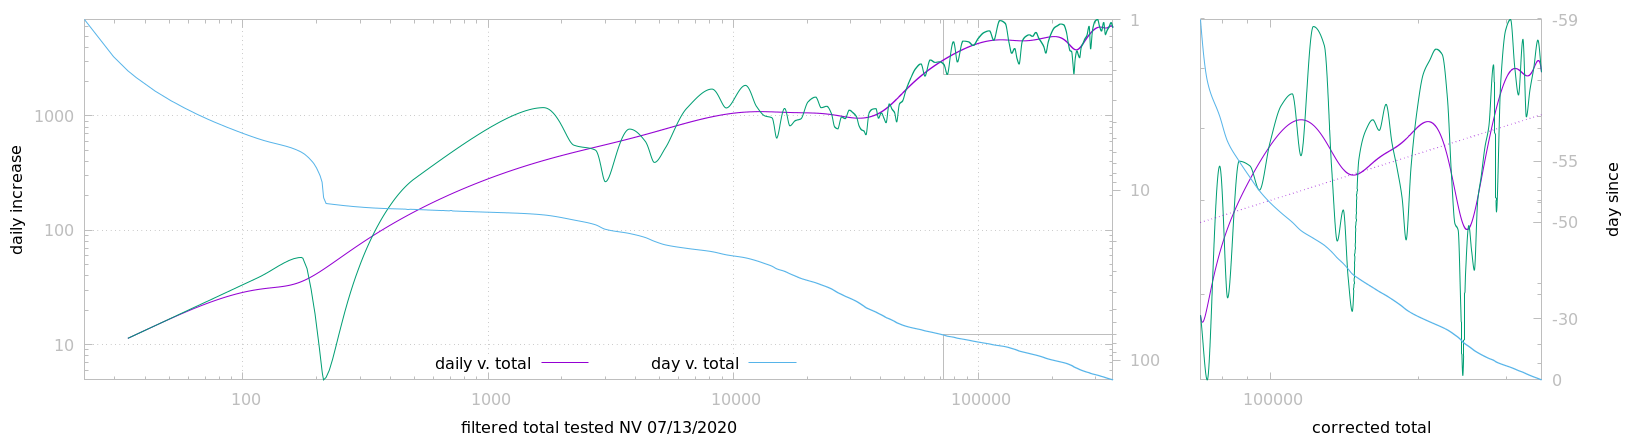 daily increase
1000
100
10
daily v. total
day v. total
100
1000
10000
100000
filtered total tested NV 07/13/2020
1
10
100
100000
corrected total
-59
-55
-50
-30
0
day since